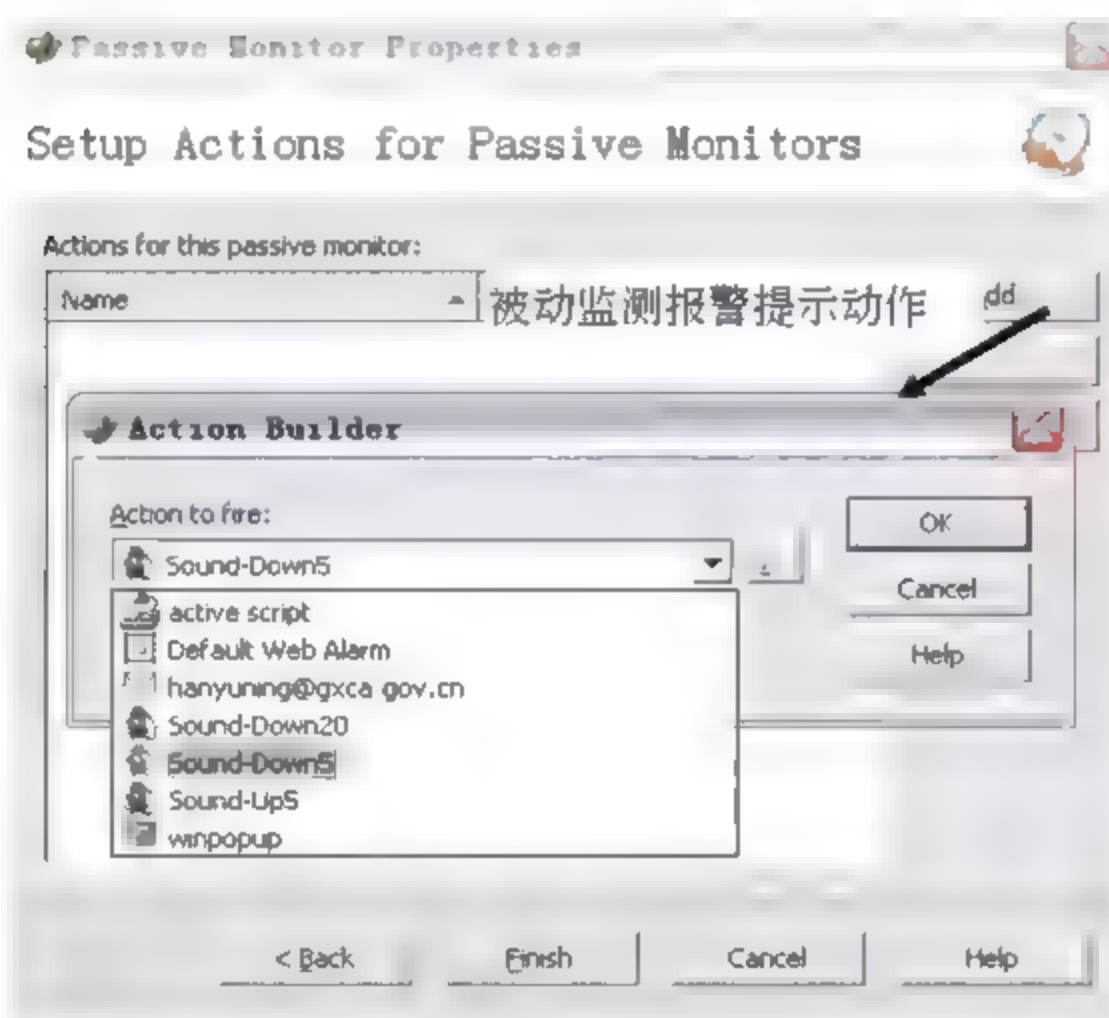 Passive Monitor Properties
Setup Actions for Passive Monitors
Actions for this passive monitor:
Name
被动监测报警提示动作
dd
Action Builder
Action to fire:
OK
Sound-Down5
Cancel
active script
Default Web Alarm
Help
hanyuning@gxca gov.cn
Sound-Down20
Sound-Down5
Sound-Up5
winpopup
< Back
Finish
Cancel
Help